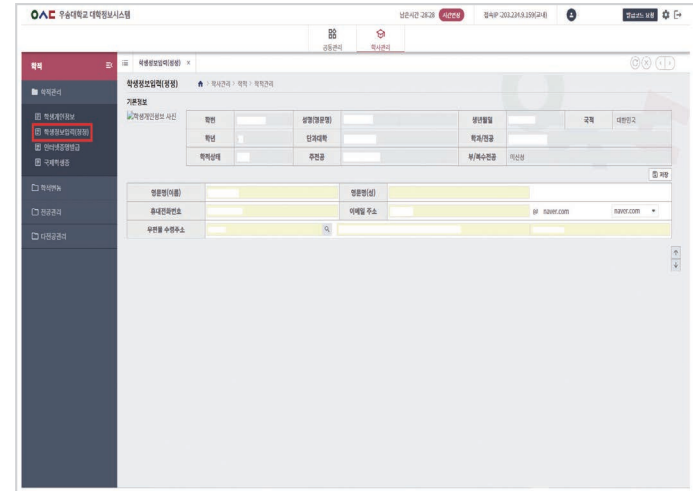 우송대학교 대학정보시스템
남은시간 28:28 시간연장 접속IP :203.234.9.159(교내)
공통관리 학사관리
학적
학생정보입력(정정) ×
학생정보입력(정정) > 학사관리 > 학적 > 학적관리
학적관리
기본정보
학생개인정보 사진
학번 성명(영문명) 생년월일 국적 대한민국
학년 단과대학 학과/전공
학적상태 주전공 부/복수전공 미신청
학생개인정보
학생정보입력(정정)
인터넷증명발급
국제학생증
저장
학적변동
전공관리
다전공관리
영문명(이름) 영문명(성)
휴대전화번호 이메일 주소 @ naver.com naver.com
우편물 수령주소